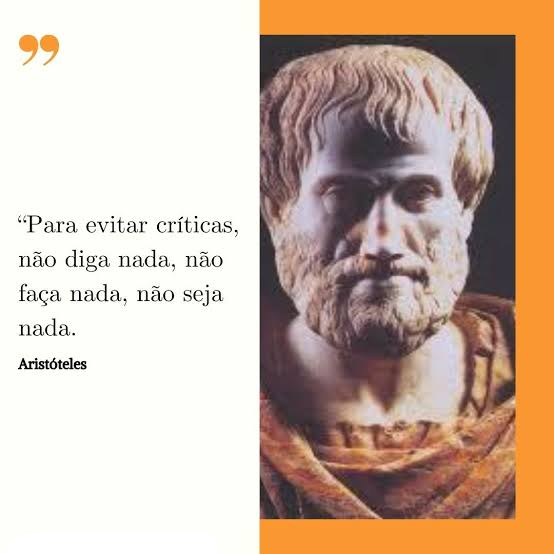 ”
“Para evitar críticas,
não diga nada, não
faça nada, não seja
nada.
Aristóteles